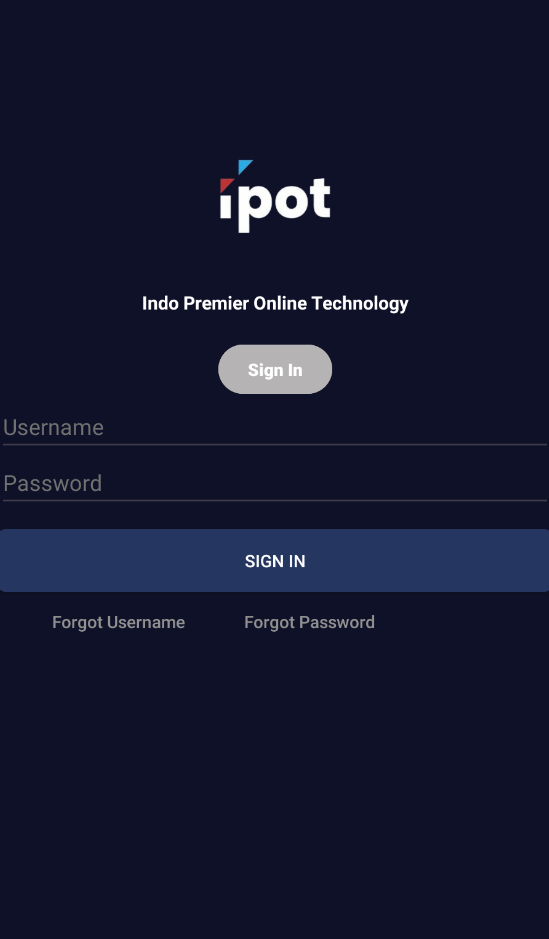 ipot
Indo Premier Online Technology
Sign In
Username
Password
SIGN IN
Forgot Username Forgot Password